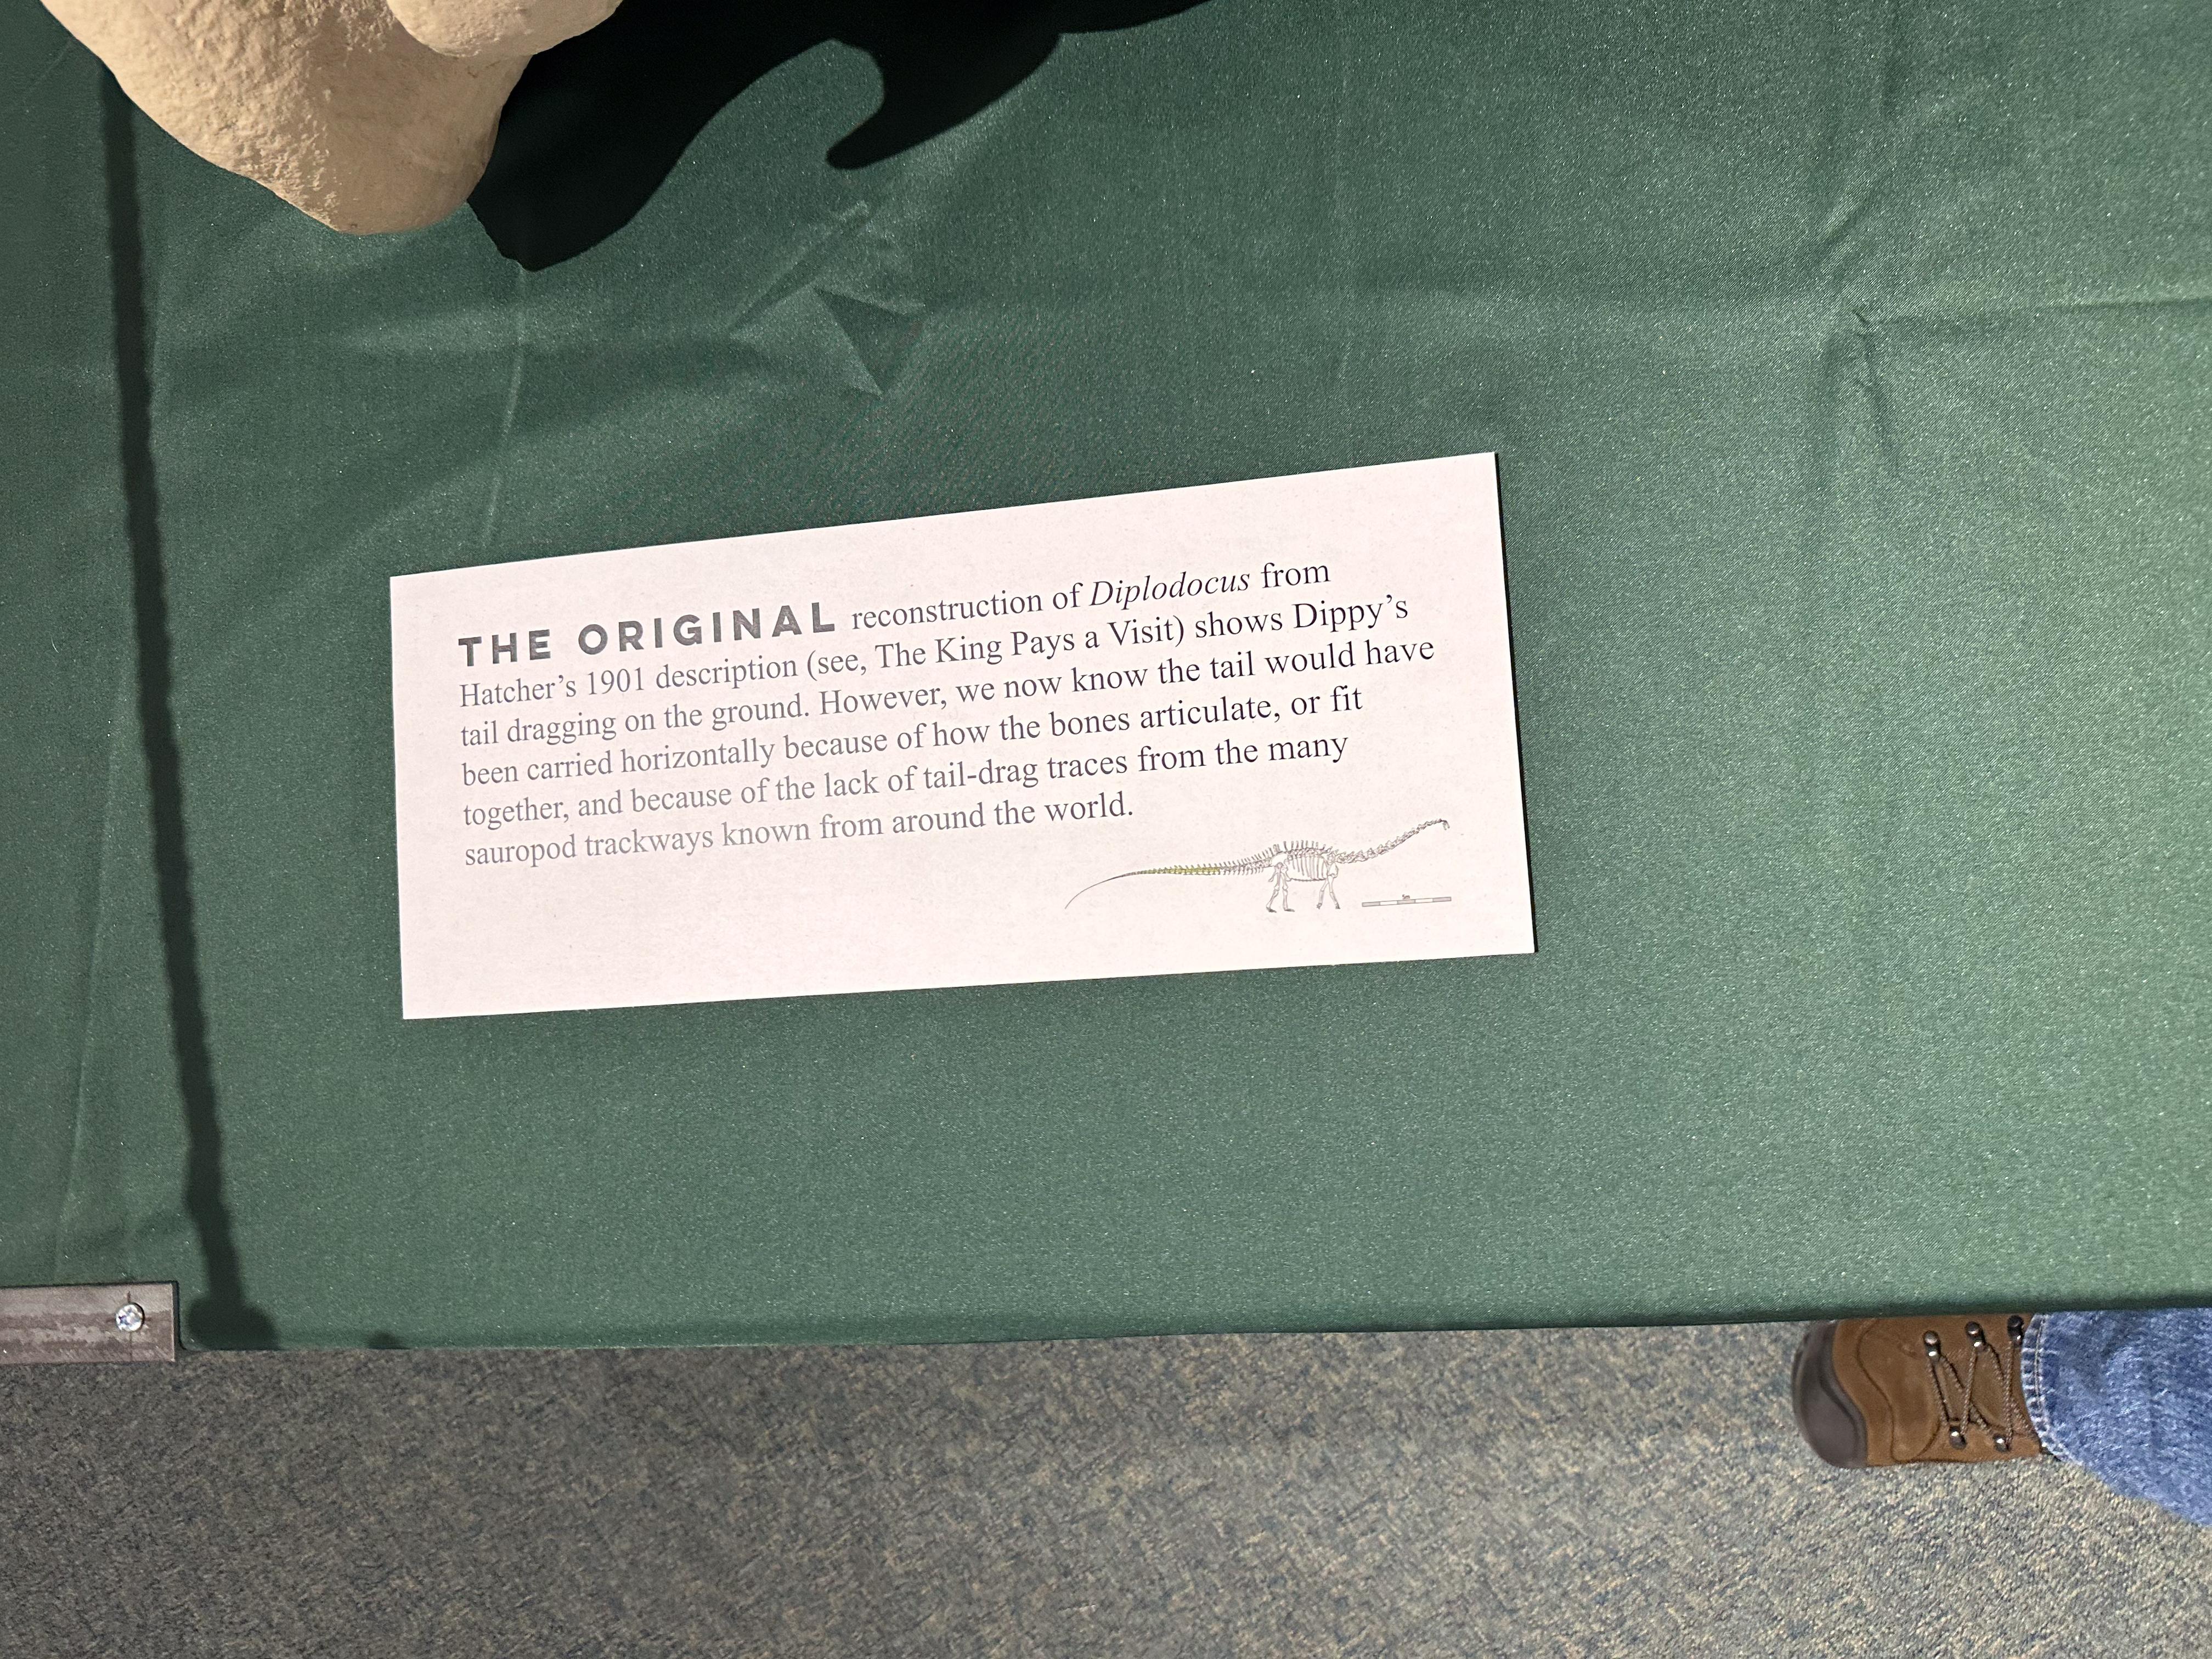 THE ORIGINAL reconstruction of Diplodocus from
Hatcher’s 1901 description (see, The King Pays a Visit) shows Dippy’s
tail dragging on the ground. However, we now know the tail would have
been carried horizontally because of how the bones articulate, or fit
together, and because of the lack of tail-drag traces from the many
sauropod trackways known from around the world.